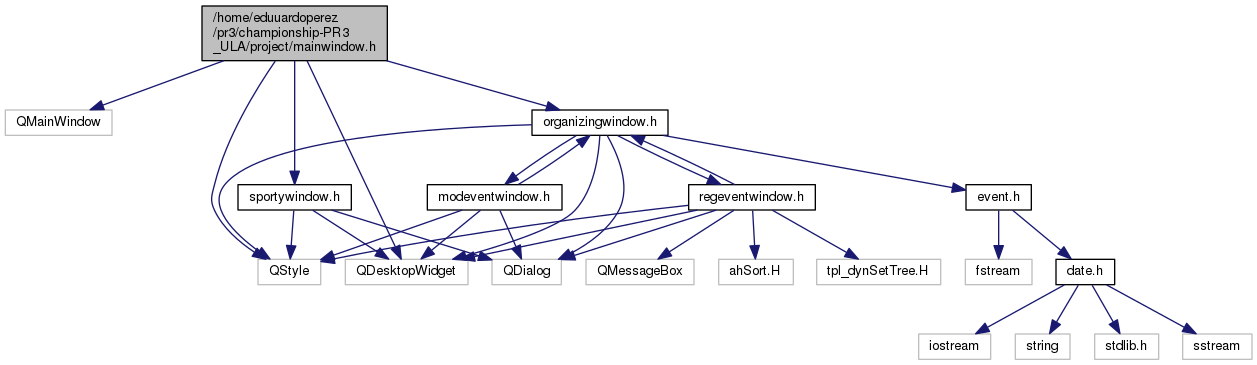 /home/eduuardoperez
/pr3/championship-PR3
_ULA/project/mainwindow.h
QMainWindow
organizingwindow.h
sportywindow.h
modeventwindow.h
regeventwindow.h
event.h
QStyle
QDesktopWidget
QDialog
QMessageBox
ahSort.H
tpl_dynSetTree.H
fstream
date.h
iostream
string
stdlib.h
sstream